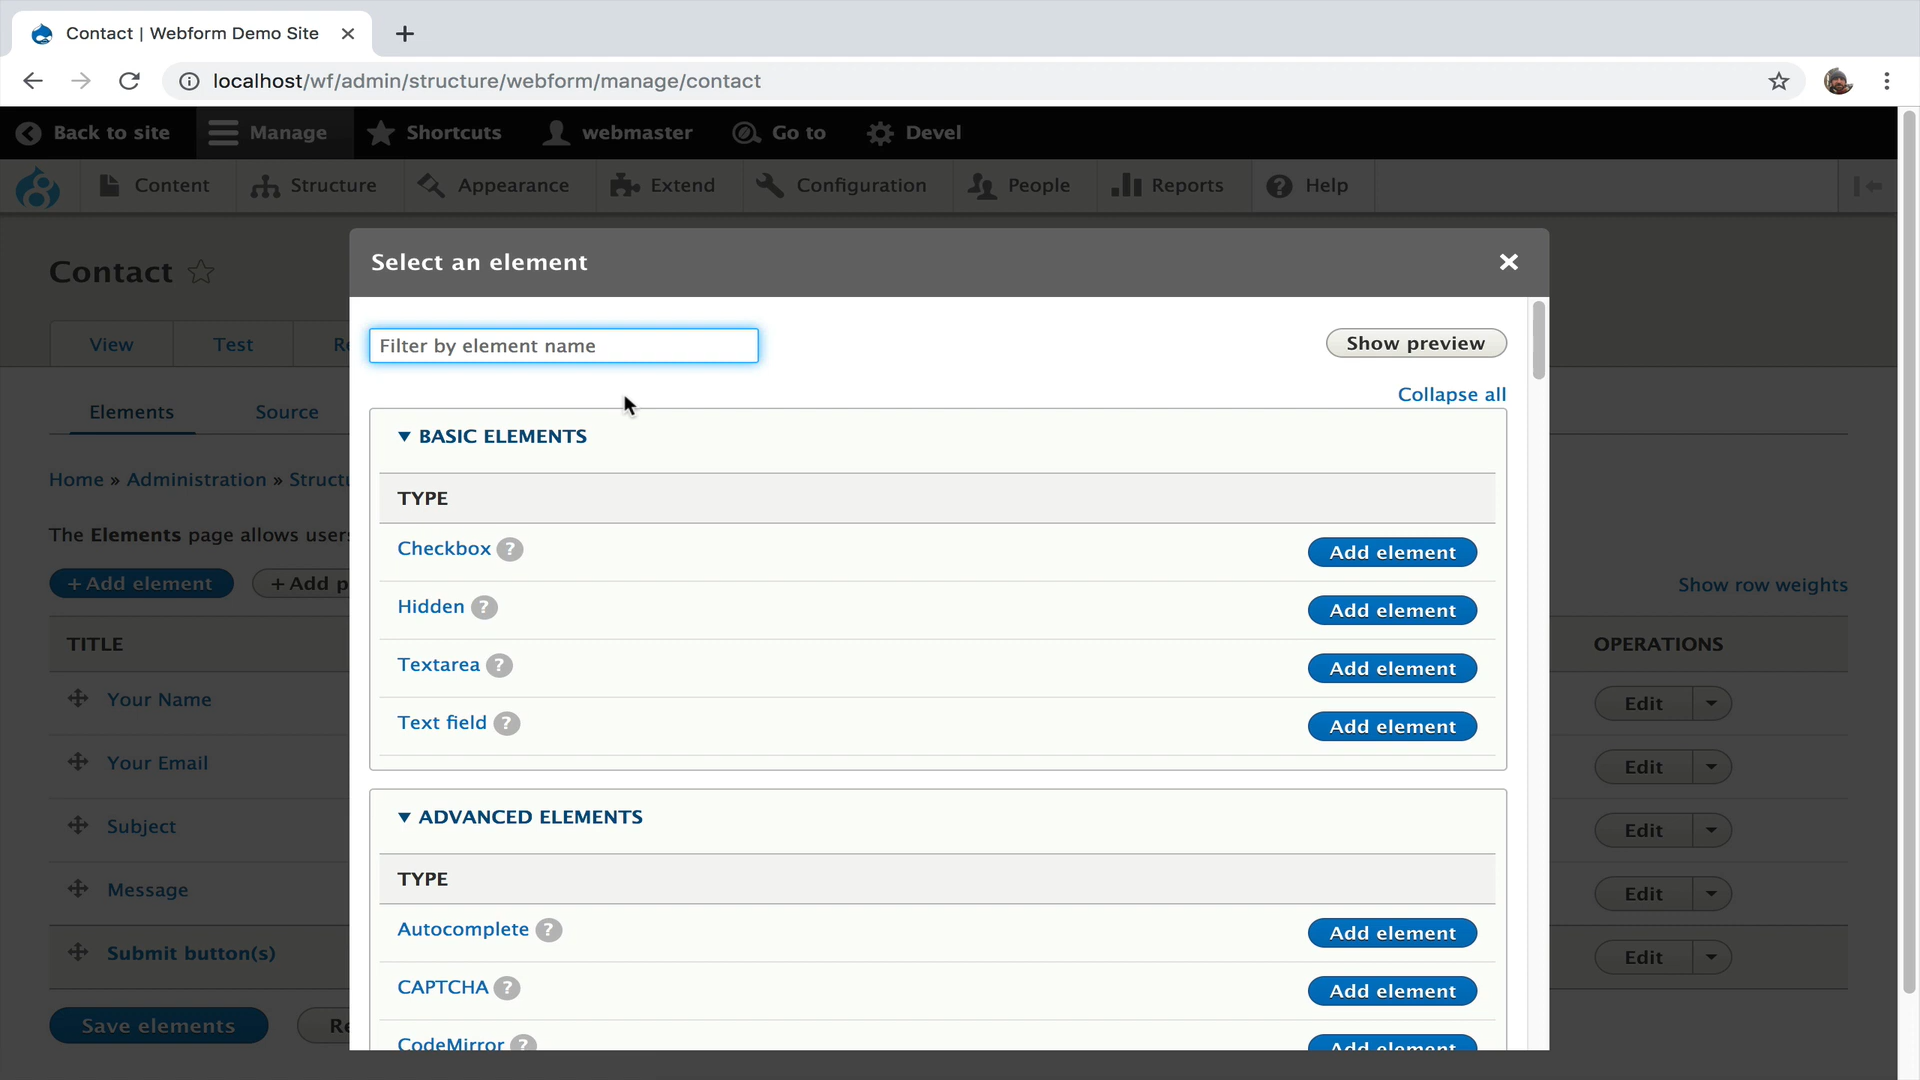 Contact | Webform Demo Site
localhost/wf/admin/structure/webform/manage/contact
Back to site Manage Shortcuts webmaster Go to Devel
Content Structure Appearance Extend Configuration People Reports Help
Contact
Select an element
View Test Re
Filter by element name
Show preview
Collapse all
Elements Source
BASIC ELEMENTS
Home » Administration » Structu
TYPE
The Elements page allows users
Checkbox ? Add element
+ Add element + Add p
Show row weights
Hidden ? Add element
TITLE OPERATIONS
Textarea ? Add element
Your Name Edit
Text field ? Add element
Your Email Edit
ADVANCED ELEMENTS
Subject Edit
TYPE
Message Edit
Autocomplete ? Add element
Submit button(s) Edit
CAPTCHA ? Add element
Save elements Re
CodeMirror ? Add element